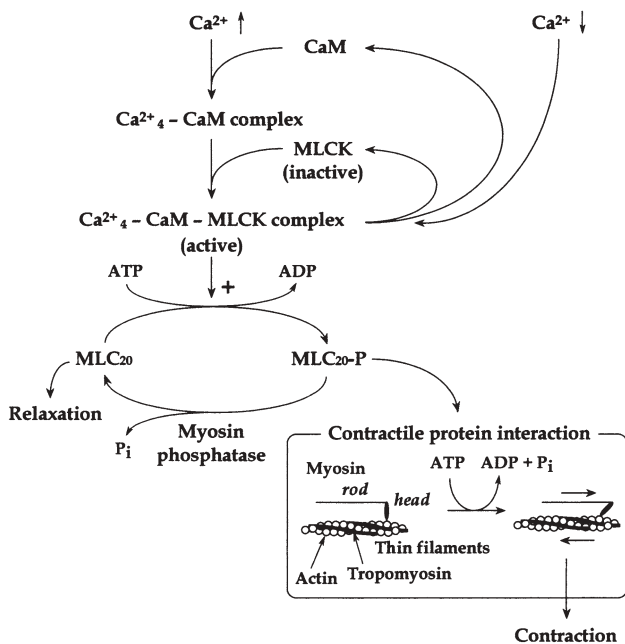 Ca²⁺ ↑
Ca²⁺ ↓
CaM
Ca²⁺₄ – CaM complex
MLCK
(inactive)
Ca²⁺₄ – CaM – MLCK complex
(active)
ATP
+
ADP
MLC₂₀
MLC₂₀-P
Relaxation
Pi
Myosin
phosphatase
Contractile protein interaction
ATP
ADP + Pi
Myosin
rod
head
Thin filaments
Actin
Tropomyosin
Contraction